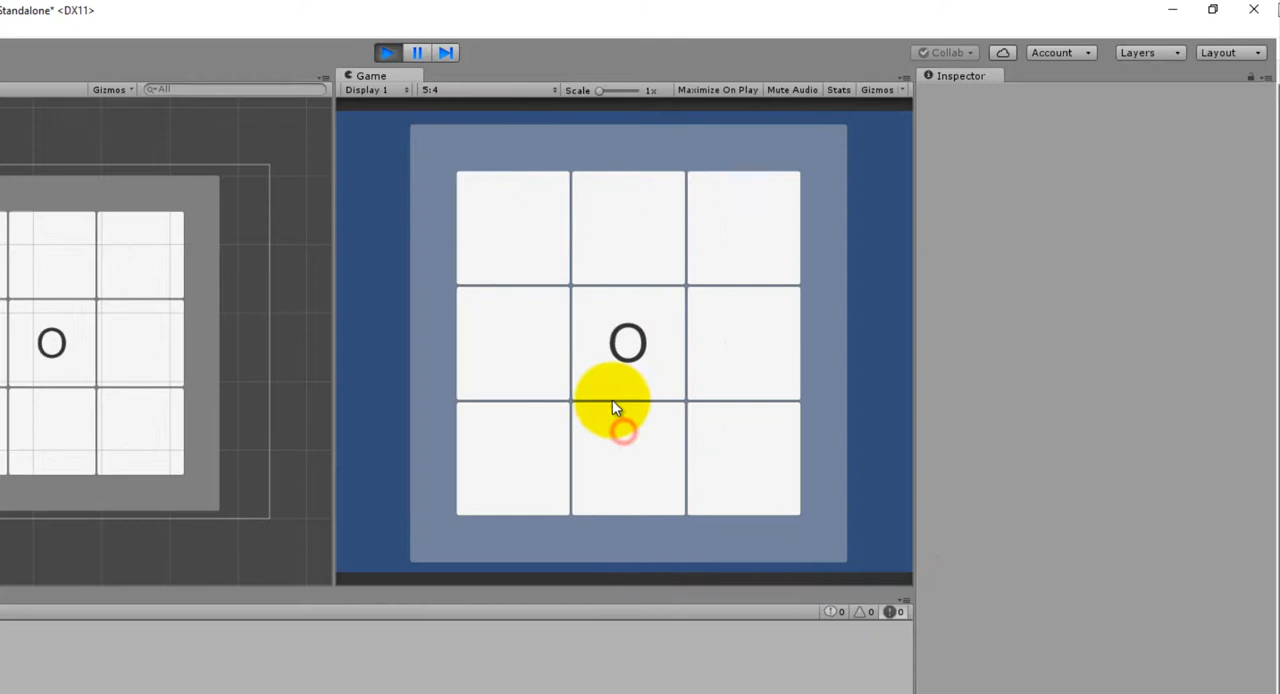 Standalone* <DX11>
Collab Account Layers Layout
Game Inspector
Gizmos All Display 1 5:4 Scale 1x Maximize On Play Mute Audio Stats Gizmos
O O
0 0 0